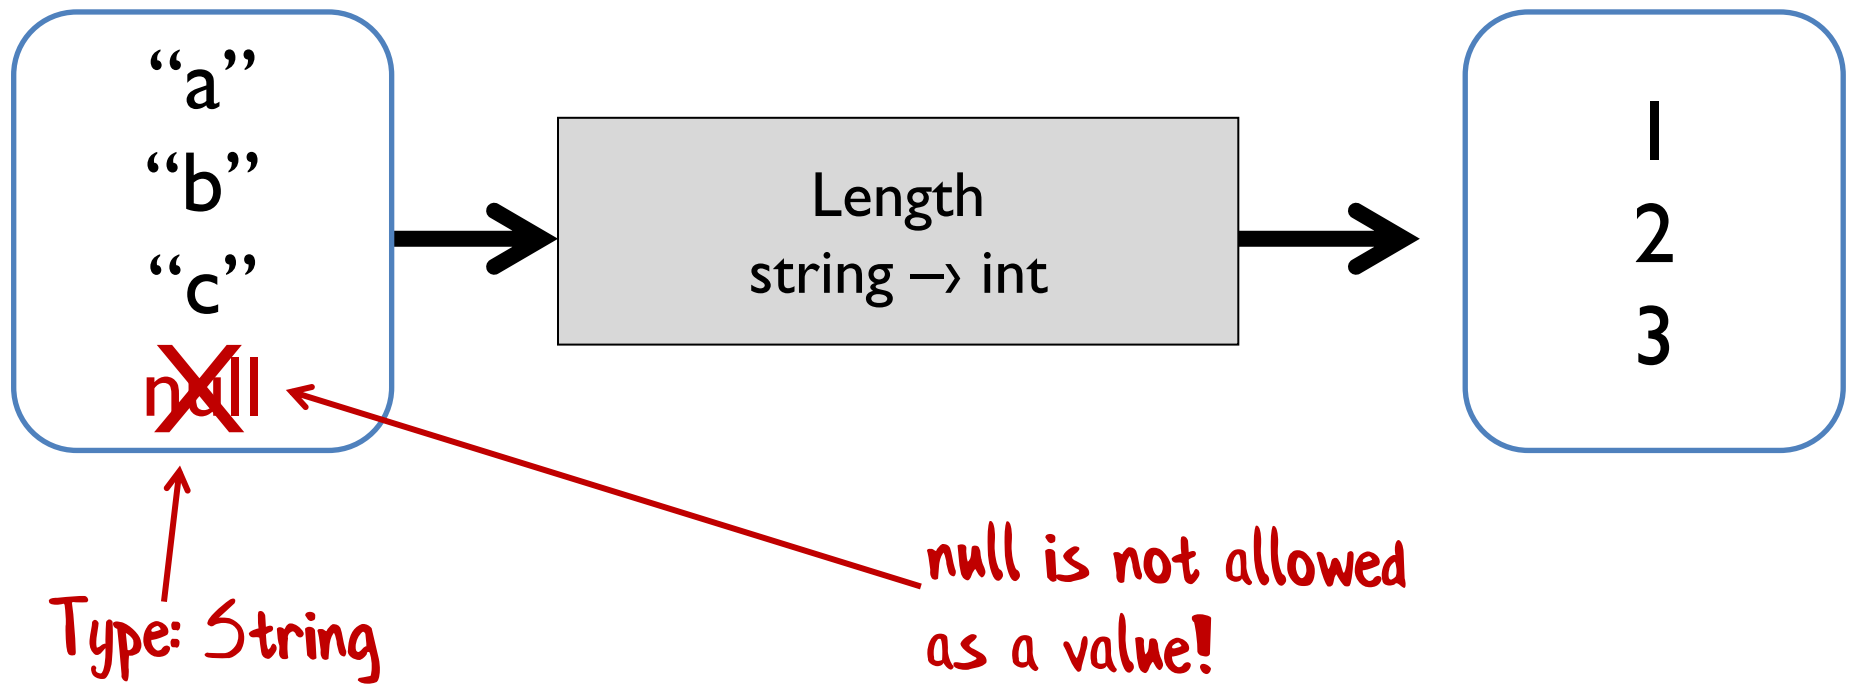 “a”
“b”
“c”
null
Length
string –> int
1
2
3
Type: String
null is not allowed
as a value!